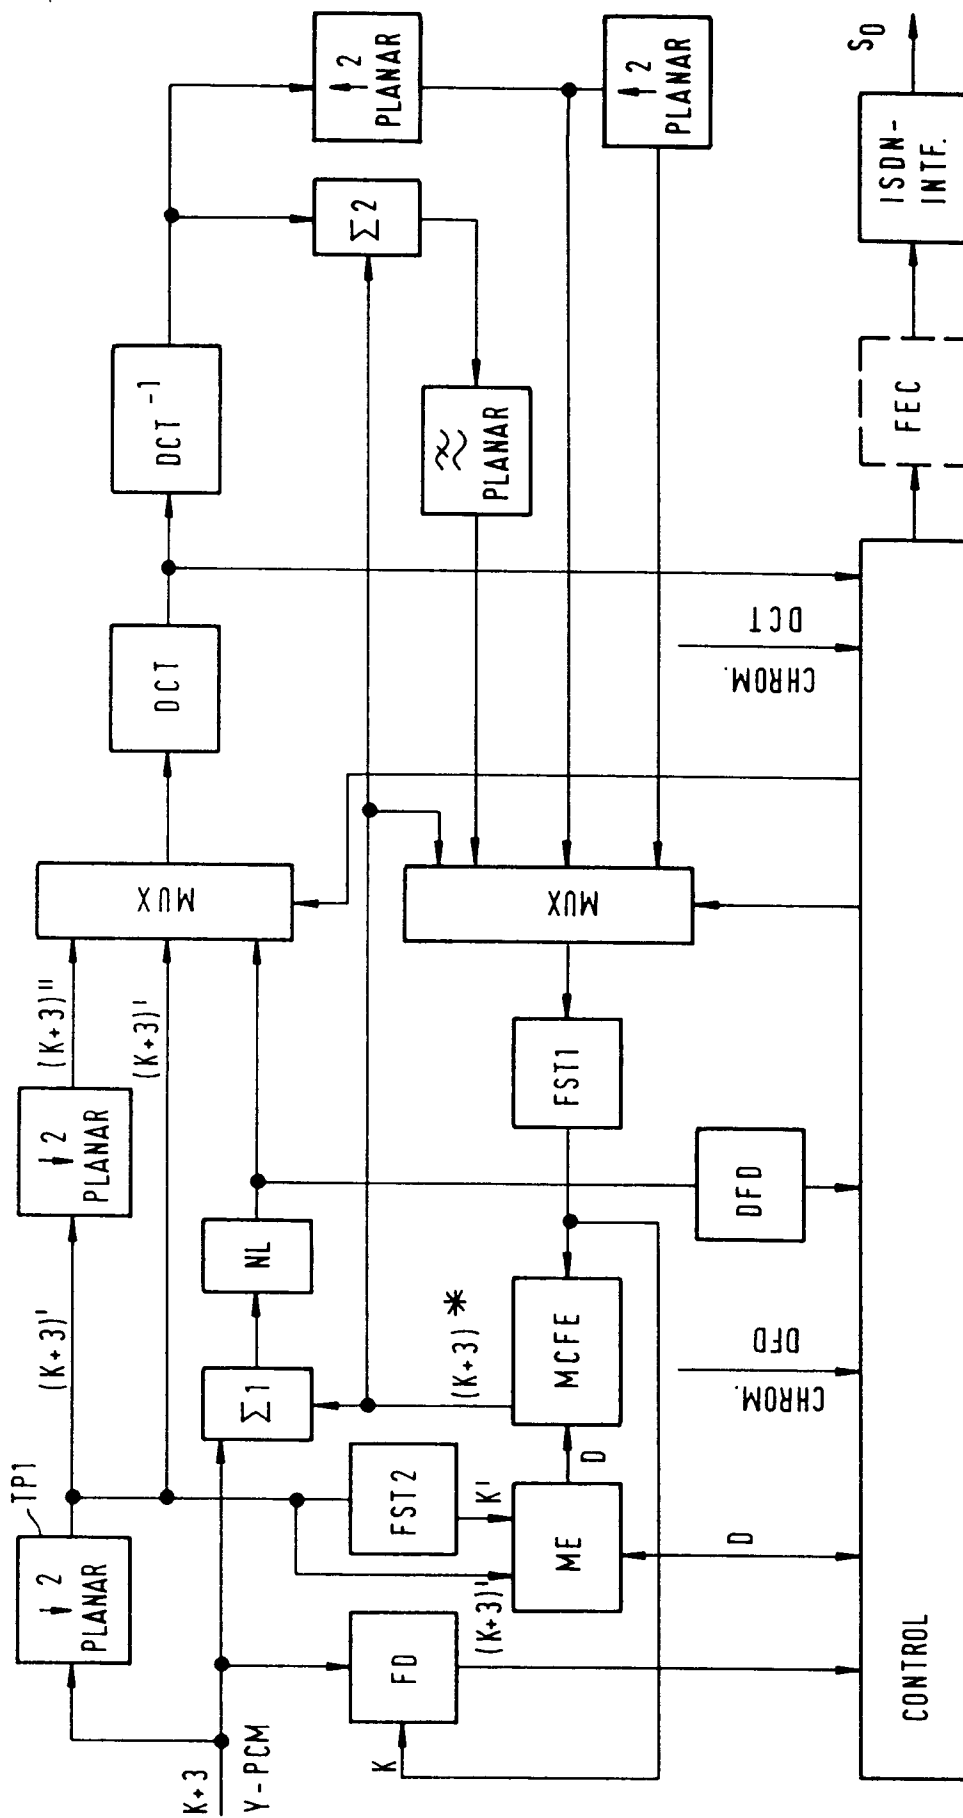 K+3
Y-PCM
↓2
PLANAR
TP1
(K+3)'
↓2
PLANAR
(K+3)"
(K+3)'
MUX
DCT
DCT⁻¹
↑2
PLANAR
Σ1
NL
Σ2
(K+3)*
≈
PLANAR
↑2
PLANAR
FD
K
FST2
K'
(K+3)'
ME
D
MCFE
FST1
MUX
D
CHROM.
DFD
DFD
CHROM.
DCT
CONTROL
FEC
ISDN-
INTF.
S0